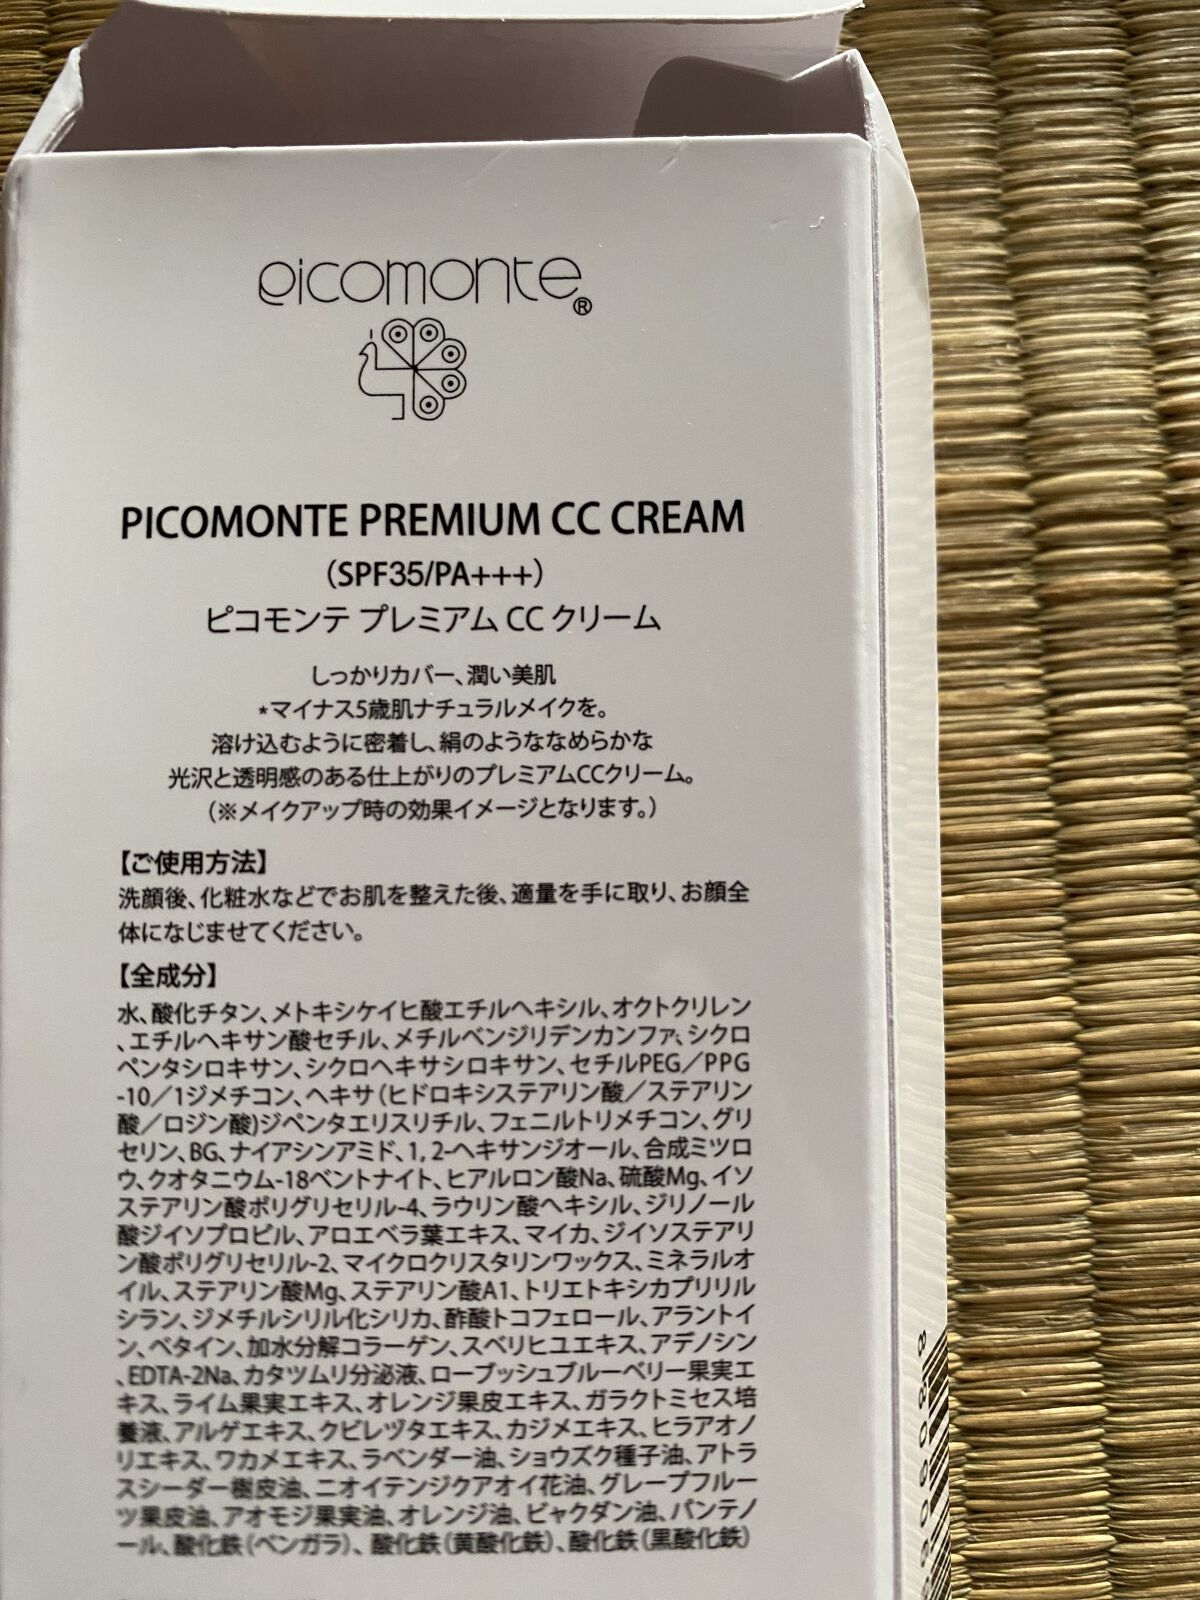 picomonte®
PICOMONTE PREMIUM CC CREAM
（SPF35/PA+++）
ピコモンテ プレミアム CC クリーム
しっかりカバー、潤い美肌
*マイナス5歳肌ナチュラルメイクを。
溶け込むように密着し、絹のようななめらかな
光沢と透明感のある仕上がりのプレミアムCCクリーム。
（※メイクアップ時の効果イメージとなります。）
【ご使用方法】
洗顔後、化粧水などでお肌を整えた後、適量を手に取り、お顔全
体になじませてください。
【全成分】
水、酸化チタン、メトキシケイヒ酸エチルヘキシル、オクトクリレン
、エチルヘキサン酸セチル、メチルベンジリデンカンファ、シクロ
ペンタシロキサン、シクロヘキサシロキサン、セチルPEG／PPG
-10／1ジメチコン、ヘキサ（ヒドロキシステアリン酸／ステアリン
酸／ロジン酸)ジペンタエリスリチル、フェニルトリメチコン、グリ
セリン、BG、ナイアシンアミド、1, 2-ヘキサンジオール、合成ミツロ
ウ、クオタニウム-18ベントナイト、ヒアルロン酸Na、硫酸Mg、イソ
ステアリン酸ポリグリセリル-4、ラウリン酸ヘキシル、ジリノール
酸ジイソプロピル、アロエベラ葉エキス、マイカ、ジイソステアリ
ン酸ポリグリセリル-2、マイクロクリスタリンワックス、ミネラルオ
イル、ステアリン酸Mg、ステアリン酸A1、トリエトキシカプリリル
シラン、ジメチルシリル化シリカ、酢酸トコフェロール、アラントイ
ン、ベタイン、加水分解コラーゲン、スベリヒユエキス、アデノシン
、EDTA-2Na、カタツムリ分泌液、ローブッシュブルーベリー果実エ
キス、ライム果実エキス、オレンジ果皮エキス、ガラクトミセス培
養液、アルゲエキス、クビレヅタエキス、カジメエキス、ヒラアオノ
リエキス、ワカメエキス、ラベンダー油、ショウズク種子油、アトラ
スシーダー樹皮油、ニオイテンジクアオイ花油、グレープフルー
ツ果皮油、アオモジ果実油、オレンジ油、ビャクダン油、パンテノ
ール、酸化鉄（ベンガラ）、酸化鉄（黄酸化鉄）、酸化鉄（黒酸化鉄）